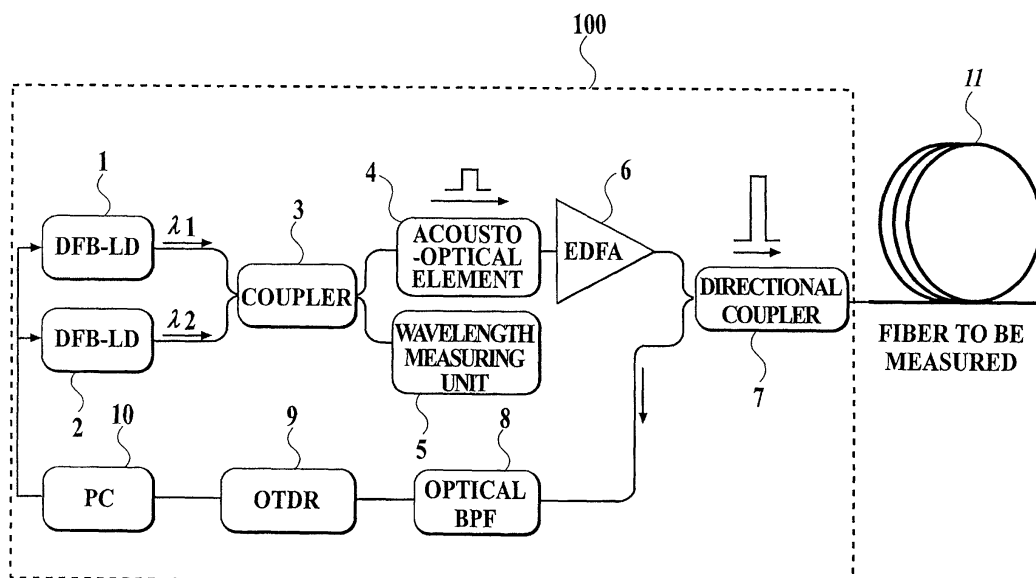 100
11
1
DFB-LD
λ1
3
COUPLER
4
ACOUSTO
-OPTICAL
ELEMENT
6
EDFA
DIRECTIONAL
COUPLER
7
FIBER TO BE
MEASURED
DFB-LD
2
λ2
WAVELENGTH
MEASURING
UNIT
5
10
PC
9
OTDR
8
OPTICAL
BPF